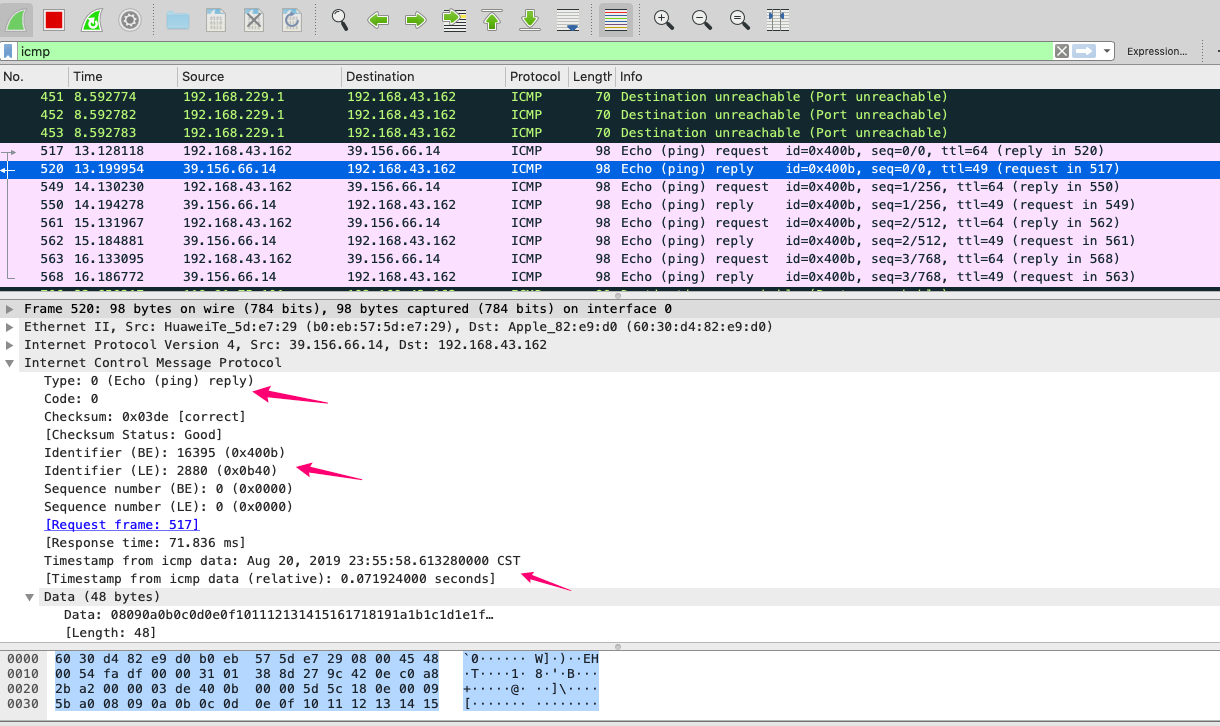 icmp Expression...
No. Time Source Destination Protocol Length Info
451 8.592774 192.168.229.1 192.168.43.162 ICMP 70 Destination unreachable (Port unreachable)
452 8.592782 192.168.229.1 192.168.43.162 ICMP 70 Destination unreachable (Port unreachable)
453 8.592783 192.168.229.1 192.168.43.162 ICMP 70 Destination unreachable (Port unreachable)
517 13.128118 192.168.43.162 39.156.66.14 ICMP 98 Echo (ping) request id=0x400b, seq=0/0, ttl=64 (reply in 520)
520 13.199954 39.156.66.14 192.168.43.162 ICMP 98 Echo (ping) reply id=0x400b, seq=0/0, ttl=49 (request in 517)
549 14.130230 192.168.43.162 39.156.66.14 ICMP 98 Echo (ping) request id=0x400b, seq=1/256, ttl=64 (reply in 550)
550 14.194278 39.156.66.14 192.168.43.162 ICMP 98 Echo (ping) reply id=0x400b, seq=1/256, ttl=49 (request in 549)
561 15.131967 192.168.43.162 39.156.66.14 ICMP 98 Echo (ping) request id=0x400b, seq=2/512, ttl=64 (reply in 562)
562 15.184881 39.156.66.14 192.168.43.162 ICMP 98 Echo (ping) reply id=0x400b, seq=2/512, ttl=49 (request in 561)
563 16.133095 192.168.43.162 39.156.66.14 ICMP 98 Echo (ping) request id=0x400b, seq=3/768, ttl=64 (reply in 568)
568 16.186772 39.156.66.14 192.168.43.162 ICMP 98 Echo (ping) reply id=0x400b, seq=3/768, ttl=49 (request in 563)
Frame 520: 98 bytes on wire (784 bits), 98 bytes captured (784 bits) on interface 0
Ethernet II, Src: HuaweiTe_5d:e7:29 (b0:eb:57:5d:e7:29), Dst: Apple_82:e9:d0 (60:30:d4:82:e9:d0)
Internet Protocol Version 4, Src: 39.156.66.14, Dst: 192.168.43.162
Internet Control Message Protocol
Type: 0 (Echo (ping) reply)
Code: 0
Checksum: 0x03de [correct]
[Checksum Status: Good]
Identifier (BE): 16395 (0x400b)
Identifier (LE): 2880 (0x0b40)
Sequence number (BE): 0 (0x0000)
Sequence number (LE): 0 (0x0000)
[Request frame: 517]
[Response time: 71.836 ms]
Timestamp from icmp data: Aug 20, 2019 23:55:58.613280000 CST
[Timestamp from icmp data (relative): 0.071924000 seconds]
Data (48 bytes)
Data: 08090a0b0c0d0e0f101112131415161718191a1b1c1d1e1f…
[Length: 48]
0000 60 30 d4 82 e9 d0 b0 eb 57 5d e7 29 08 00 45 48 `0······ W]·)··EH
0010 00 54 fa df 00 00 31 01 38 8d 27 9c 42 0e c0 a8 ·T····1· 8·'·B···
0020 2b a2 00 00 03 de 40 0b 00 00 5d 5c 18 0e 00 09 +·····@· ··]\····
0030 5b a0 08 09 0a 0b 0c 0d 0e 0f 10 11 12 13 14 15 [······· ········